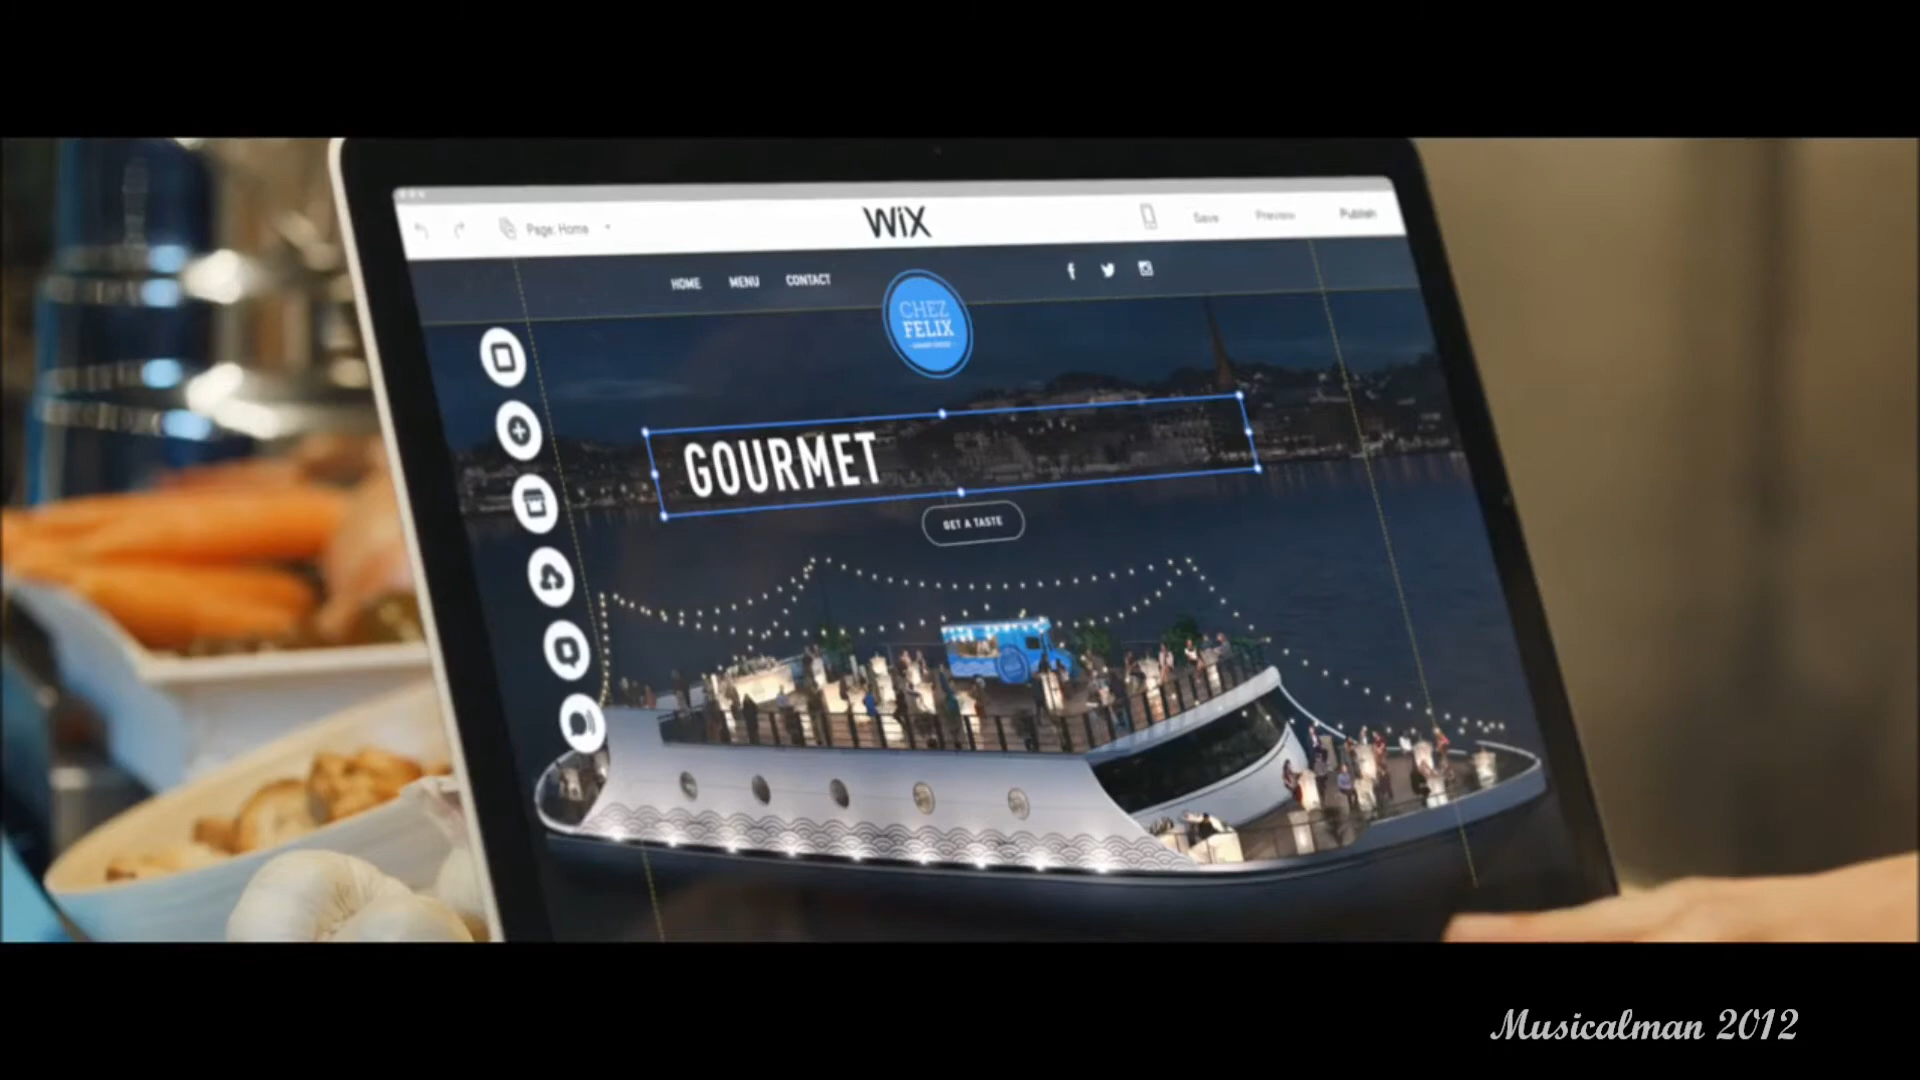 WiX
Page: Home
Save
Preview
Publish
HOME
MENU
CONTACT
CHEZ
FELIX
GOURMET
GET A TASTE
Musicalman 2012